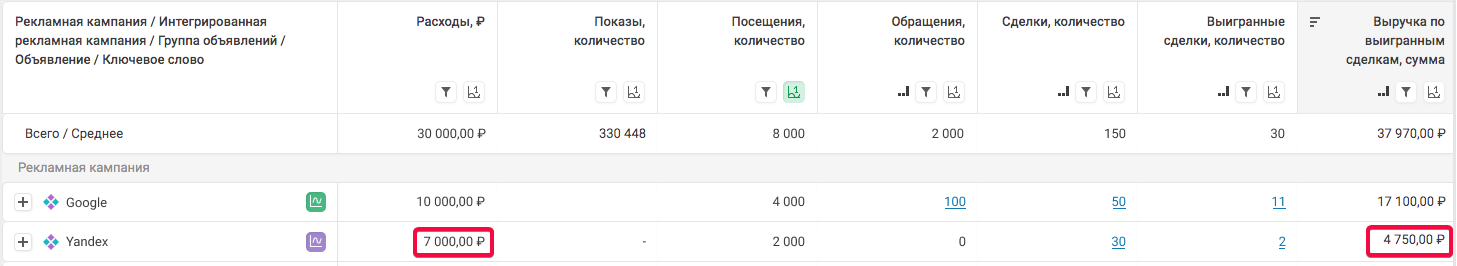 Рекламная кампания / Интегрированная рекламная кампания / Группа объявлений / Объявление / Ключевое слово
Расходы, ₽
Показы, количество
Посещения, количество
Обращения, количество
Сделки, количество
Выигранные сделки, количество
Выручка по выигранным сделкам, сумма
Всего / Среднее 30 000,00 ₽ 330 448 8 000 2 000 150 30 37 970,00 ₽
Рекламная кампания
Google 10 000,00 ₽ 4 000 100 50 11 17 100,00 ₽
Yandex 7 000,00 ₽ - 2 000 0 30 2 4 750,00 ₽